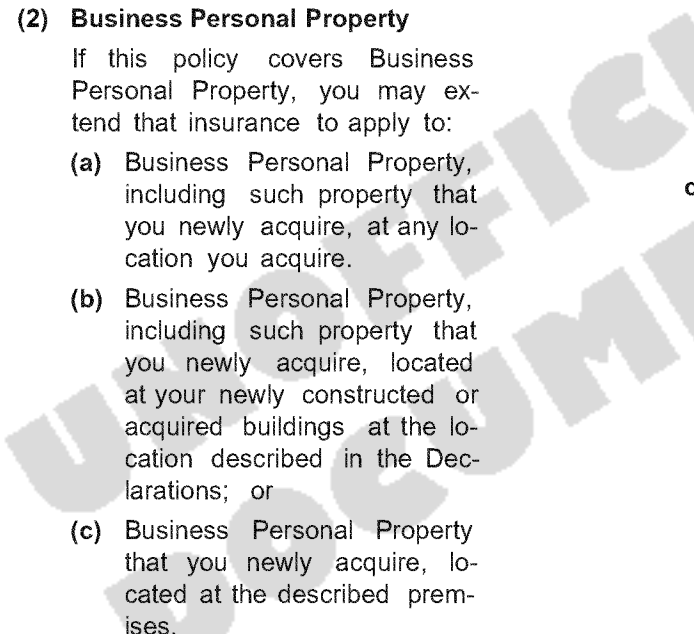 (2) Business Personal Property
If this policy covers Business
Personal Property, you may ex-
tend that insurance to apply to:
(a) Business Personal Property,
including such property that
you newly acquire, at any lo-
cation you acquire.
(b) Business Personal Property,
including such property that
you newly acquire, located
at your newly constructed or
acquired buildings at the lo-
cation described in the Dec-
larations; or
(c) Business Personal Property
that you newly acquire, lo-
cated at the described prem-
ises.